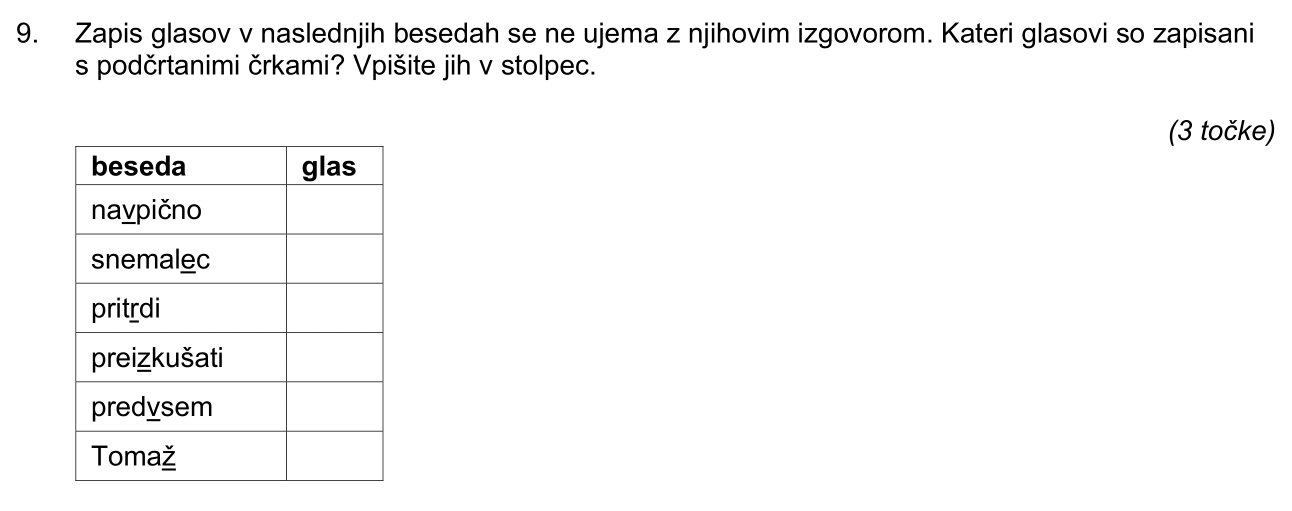 9. Zapis glasov v naslednjih besedah se ne ujema z njihovim izgovorom. Kateri glasovi so zapisani
s podčrtanimi črkami? Vpišite jih v stolpec.
(3 točke)
beseda glas
navpično
snemalec
pritrdi
preizkušati
predvsem
Tomaž